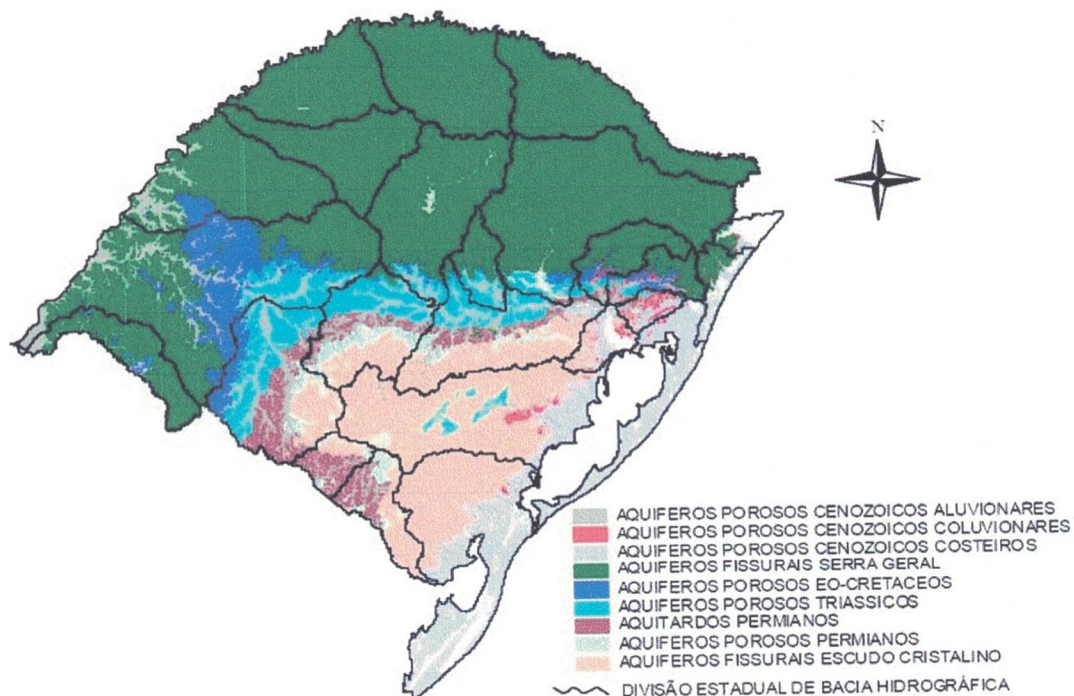 N
AQUIFEROS POROSOS CENOZOICOS ALUVIONARES
AQUIFEROS POROSOS CENOZOICOS COLUVIONARES
AQUIFEROS POROSOS CENOZOICOS COSTEIROS
AQUIFEROS FISSURAIS SERRA GERAL
AQUIFEROS POROSOS EO-CRETACEOS
AQUIFEROS POROSOS TRIASSICOS
AQUITARDOS PERMIANOS
AQUIFEROS POROSOS PERMIANOS
AQUIFEROS FISSURAIS ESCUDO CRISTALINO
DIVISÃO ESTADUAL DE BACIA HIDROGRÁFICA